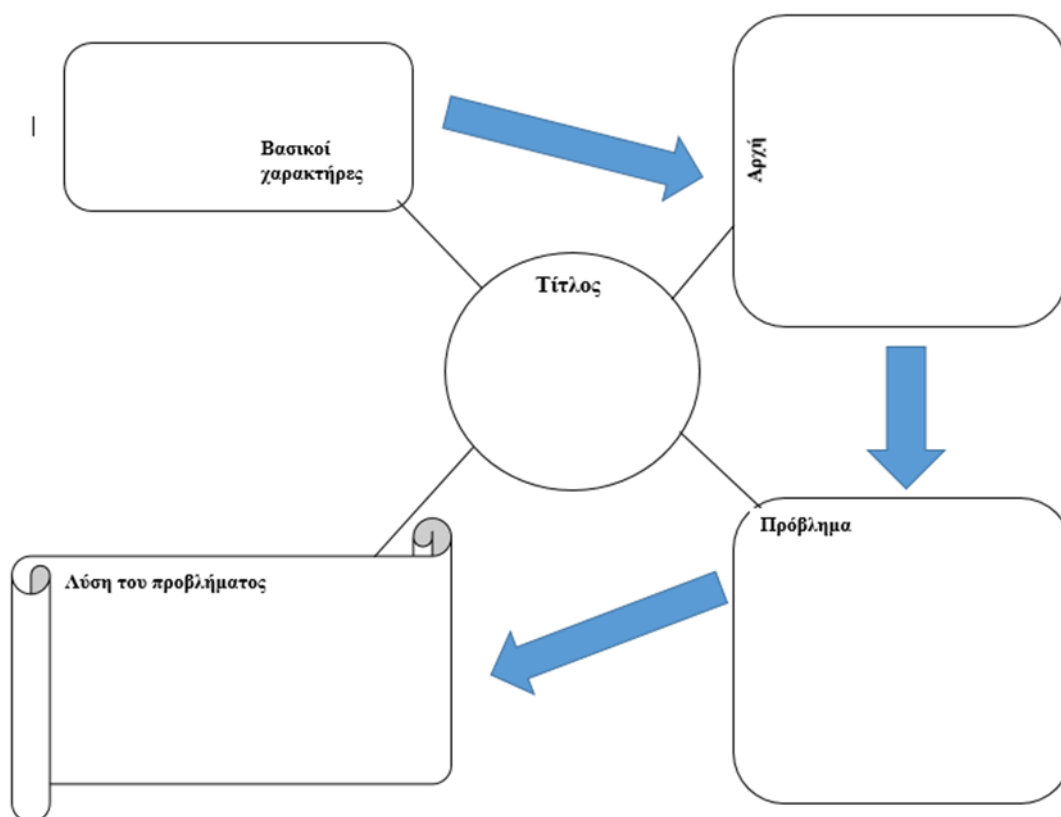 Βασικοί
χαρακτήρες
Αρχή
Τίτλος
Πρόβλημα
Λύση του προβλήματος